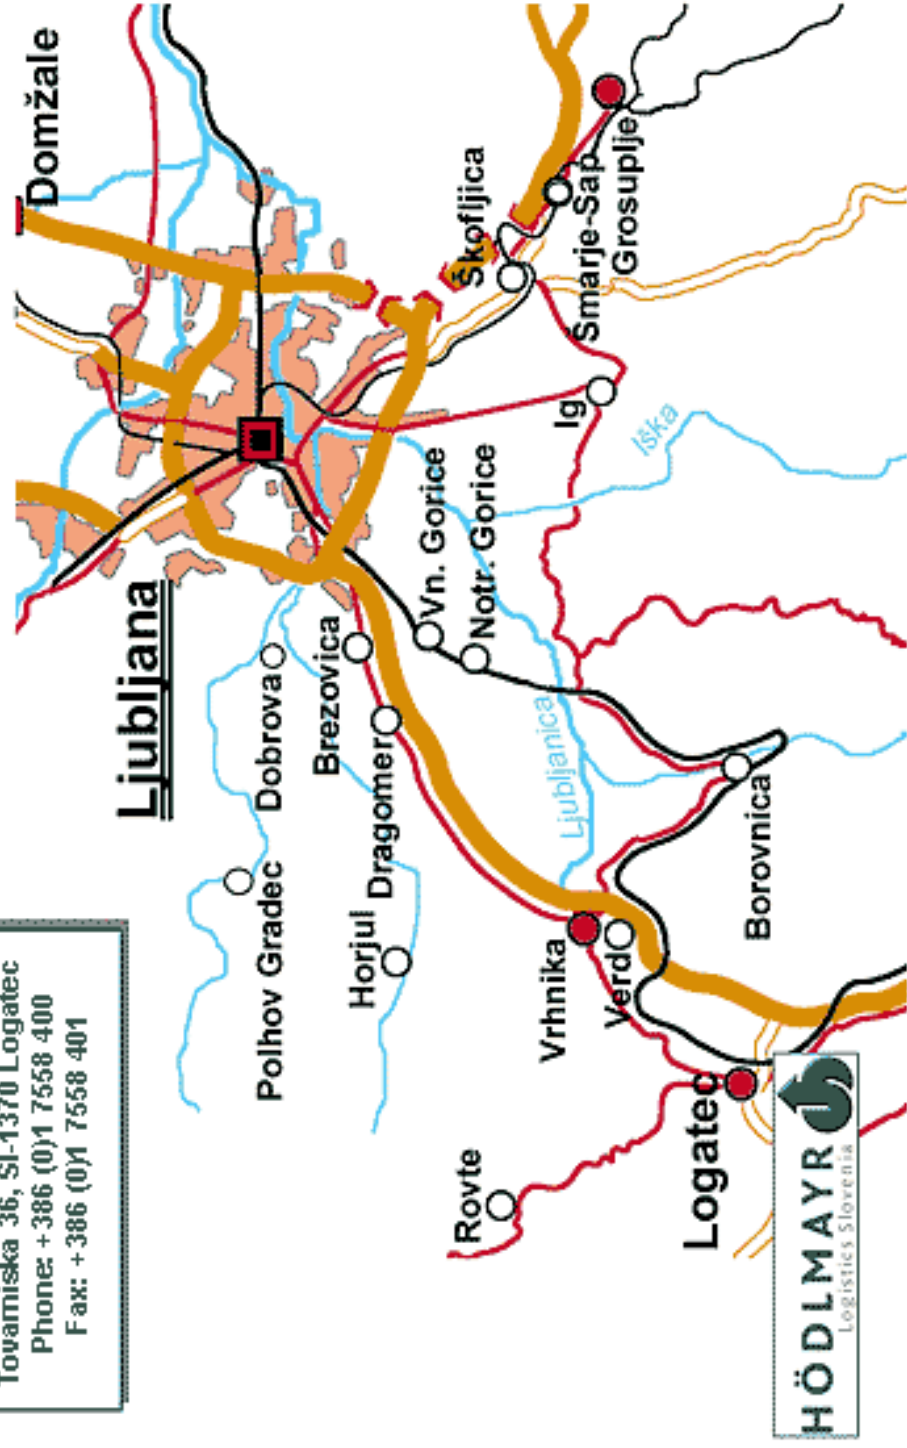 Tovarniška 36, SI-1370 Logatec
Phone: +386 (0)1 7558 400
Fax: +386 (0)1 7558 401
Domžale
Ljubljana
Polhov Gradec
Dobrova
Brezovica
Horjul
Dragomer
Vn. Gorice
Notr. Gorice
Škofljica
Šmarje-Sap
Grosuplje
Ig
Iška
Ljubljanica
Rovte
Vrhnika
Verd
Borovnica
Logatec
HÖDLMAYR
Logistics Slovenia